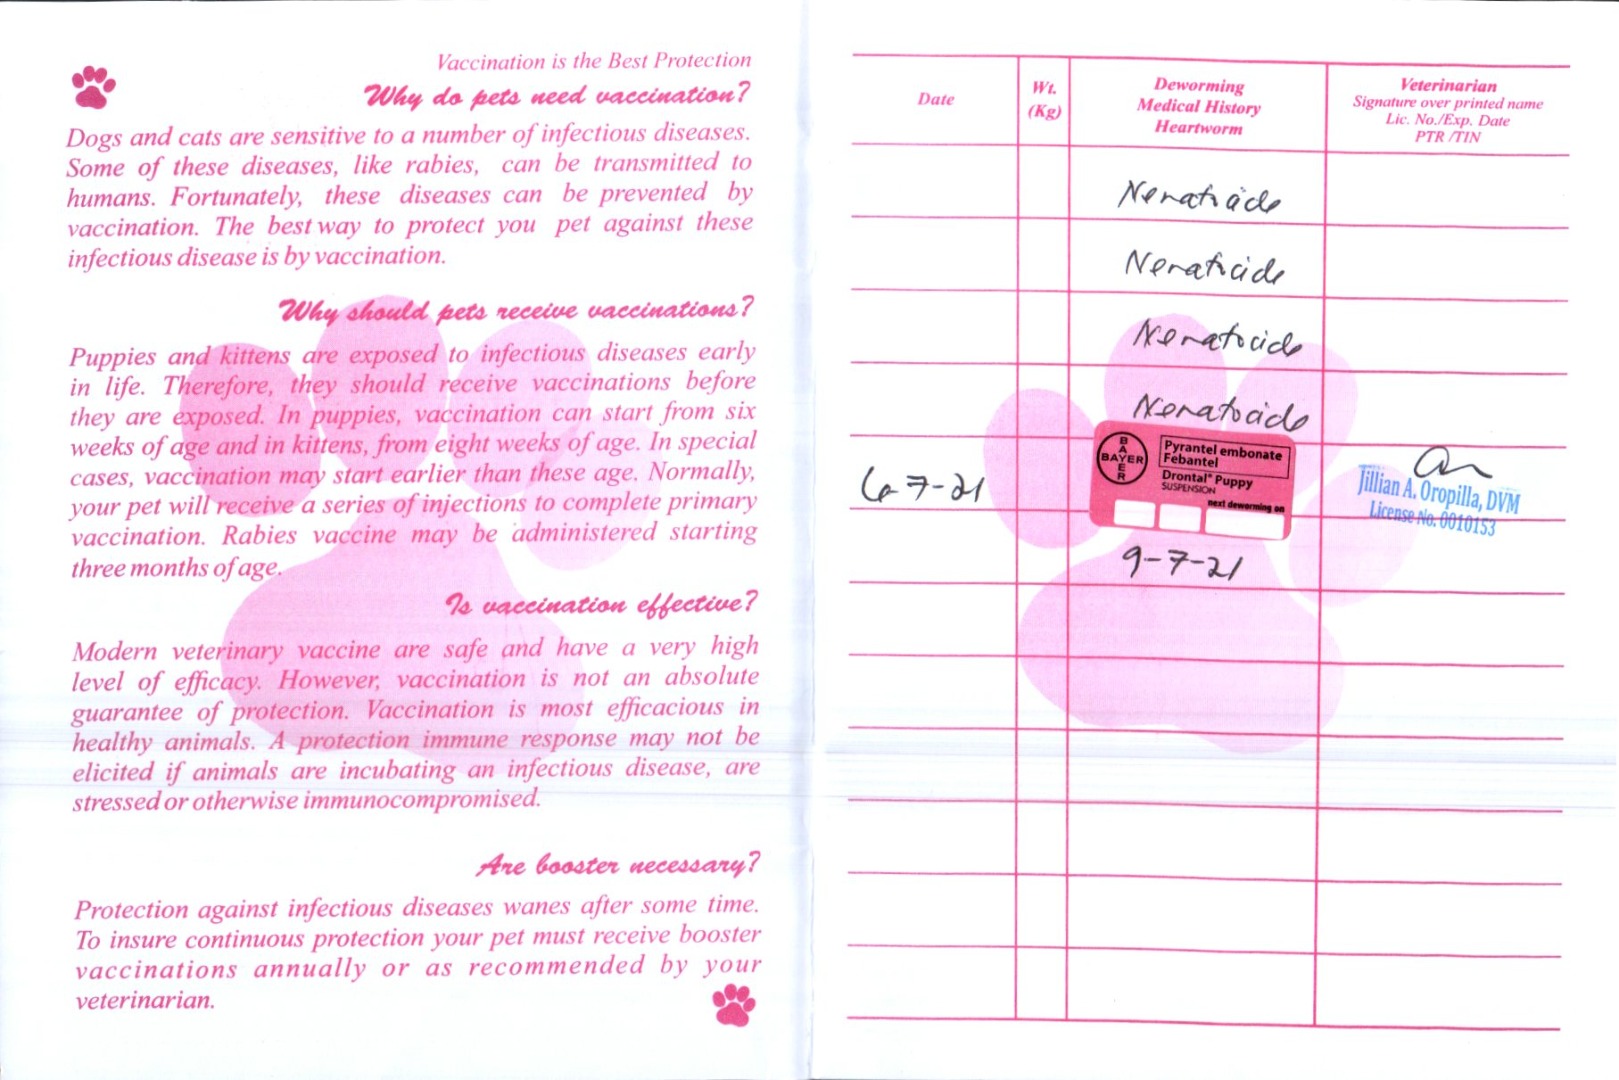 Vaccination is the Best Protection
Why do pets need vaccination?
Dogs and cats are sensitive to a number of infectious diseases.
Some of these diseases, like rabies, can be transmitted to
humans. Fortunately, these diseases can be prevented by
vaccination. The best way to protect you pet against these
infectious disease is by vaccination.
Why should pets receive vaccinations?
Puppies and kittens are exposed to infectious diseases early
in life. Therefore, they should receive vaccinations before
they are exposed. In puppies, vaccination can start from six
weeks of age and in kittens, from eight weeks of age. In special
cases, vaccination may start earlier than these age. Normally,
your pet will receive a series of injections to complete primary
vaccination. Rabies vaccine may be administered starting
three months of age.
Is vaccination effective?
Modern veterinary vaccine are safe and have a very high
level of efficacy. However, vaccination is not an absolute
guarantee of protection. Vaccination is most efficacious in
healthy animals. A protection immune response may not be
elicited if animals are incubating an infectious disease, are
stressed or otherwise immunocompromised.
Are booster necessary?
Protection against infectious diseases wanes after some time.
To insure continuous protection your pet must receive booster
vaccinations annually or as recommended by your
veterinarian.
Date
Wt.
(Kg)
Deworming
Medical History
Heartworm
Veterinarian
Signature over printed name
Lic. No./Exp. Date
PTR /TIN
Nematocide
Nematocide
Nematocide
Nematocide
6-7-21
BAYER
BAYER
Pyrantel embonate
Febantel
Drontal® Puppy
SUSPENSION
next deworming on
9-7-21
Jillian A. Oropilla, DVM
License No. 0010153